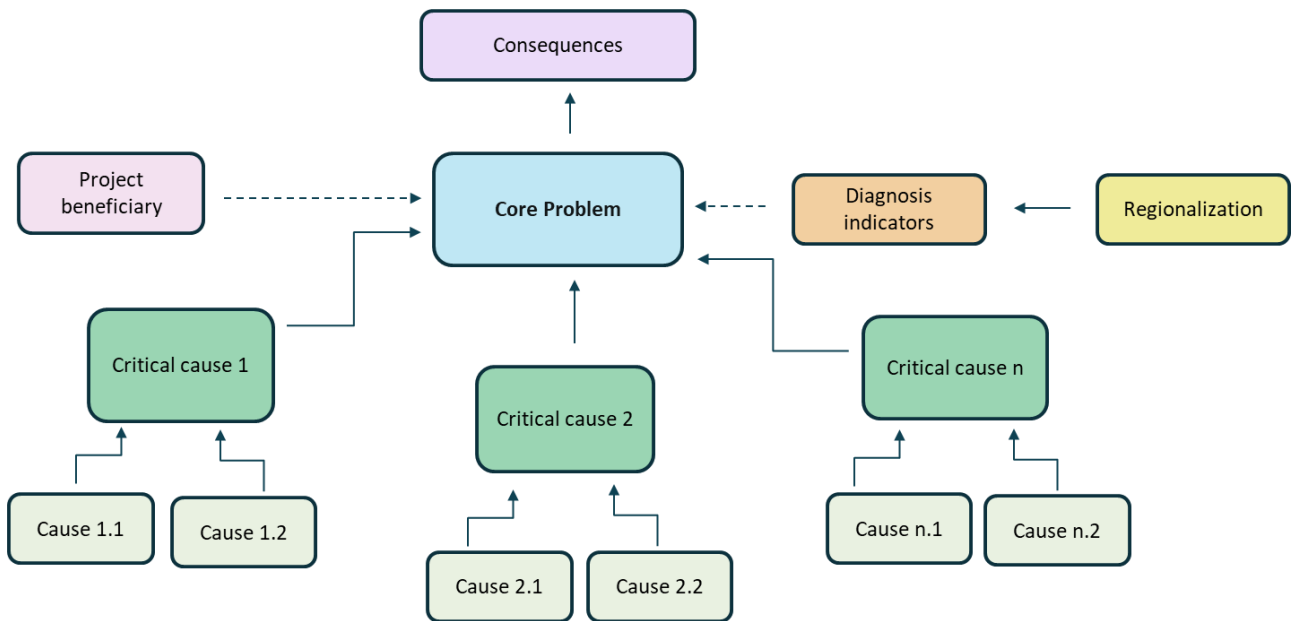 Consequences
Project
beneficiary
Core Problem
Diagnosis
indicators
Regionalization
Critical cause 1
Critical cause 2
Critical cause n
Cause 1.1
Cause 1.2
Cause 2.1
Cause 2.2
Cause n.1
Cause n.2